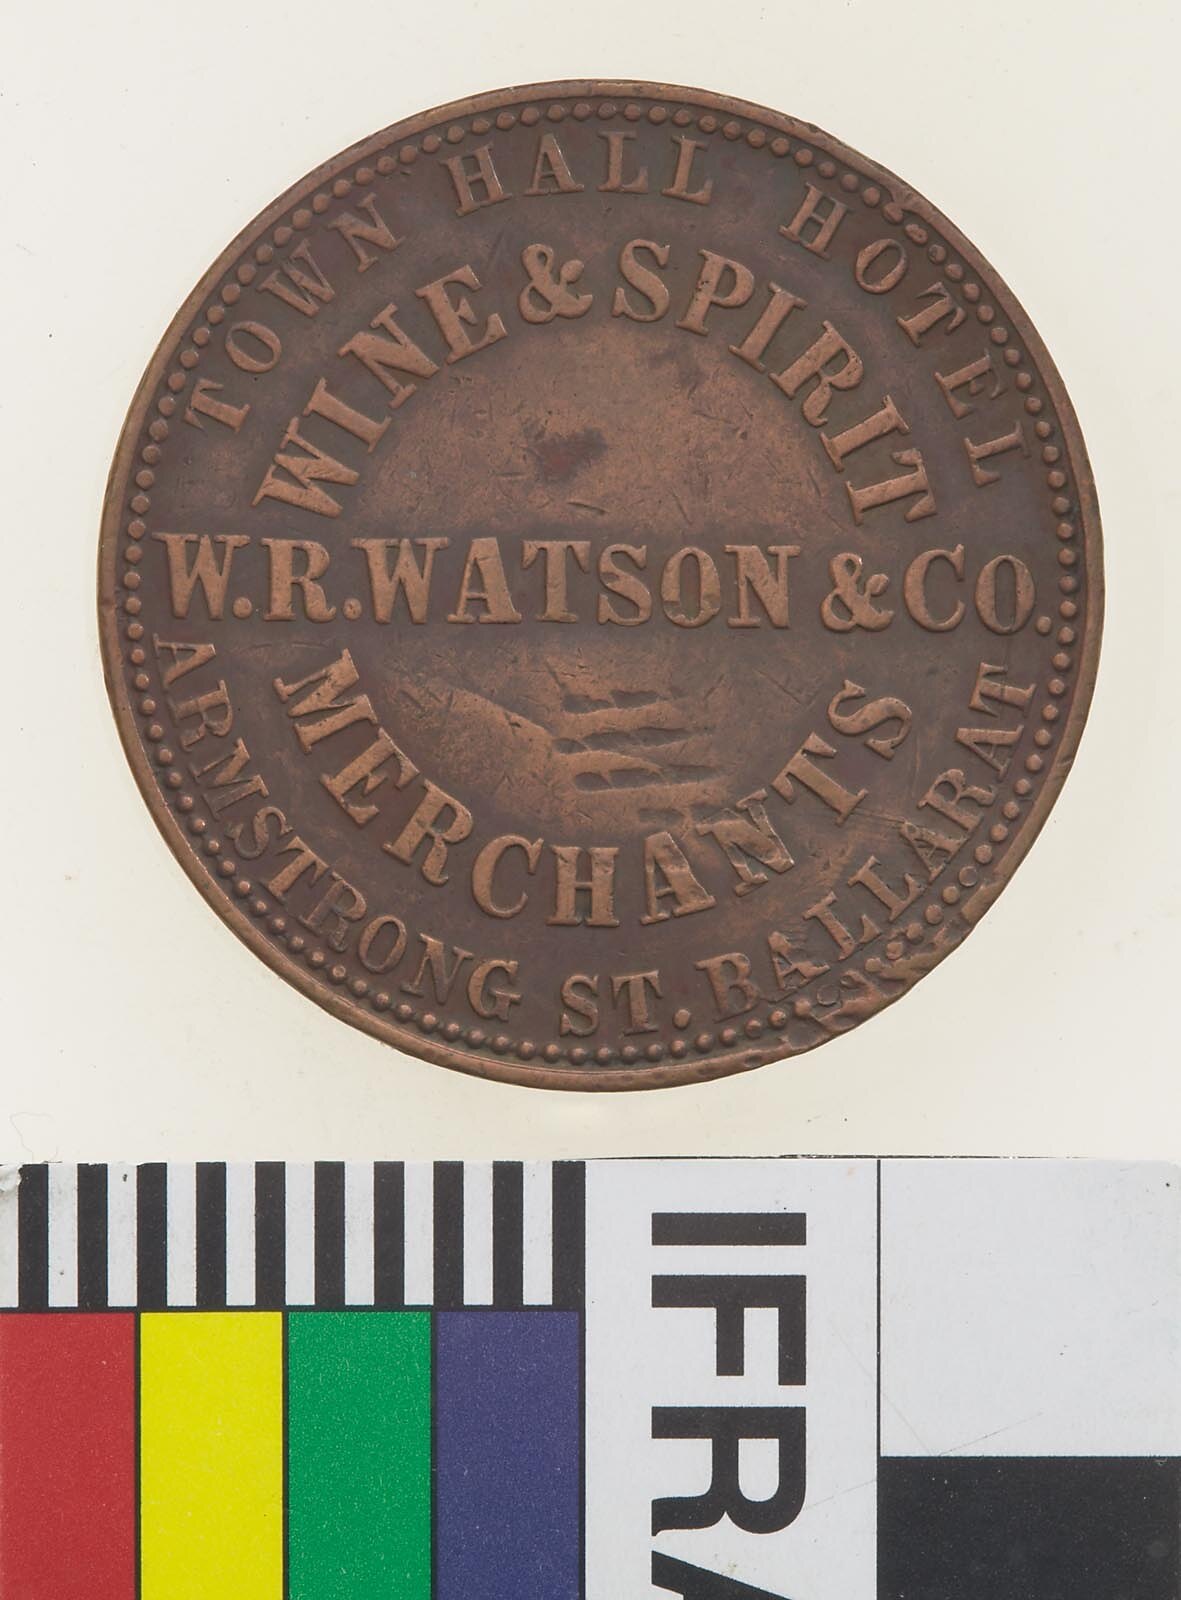 TOWN HALL HOTEL
WINE & SPIRIT
W.R.WATSON & CO.
MERCHANTS
ARMSTRONG ST. BALLARAT
IFRA